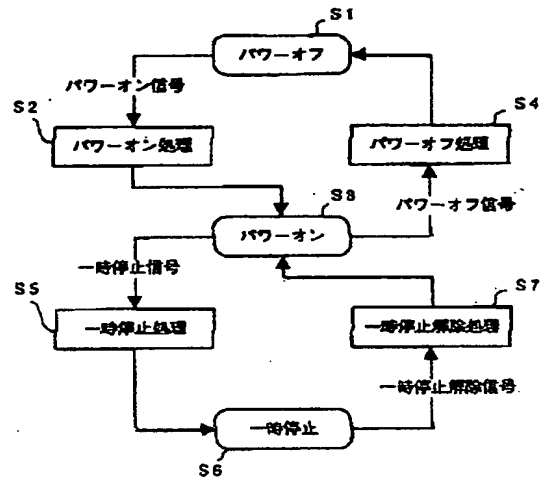 S1
パワーオフ
パワーオン信号
S2
パワーオン処理
S4
パワーオフ処理
S3
パワーオン
パワーオフ信号
一時停止信号
S5
一時停止処理
S7
一時停止解除処理
一時停止解除信号
一時停止
S6